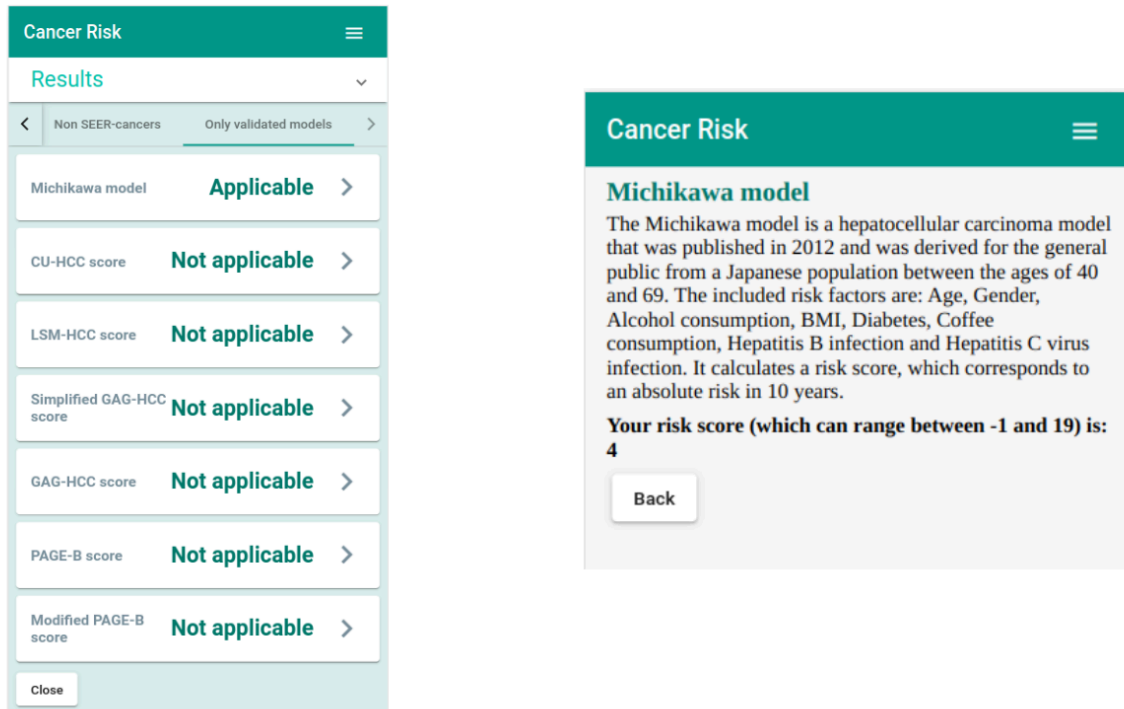 Cancer Risk
Results
Non SEER-cancers
Only validated models
Michikawa model
Applicable
CU-HCC score
Not applicable
LSM-HCC score
Not applicable
Simplified GAG-HCC
score
Not applicable
GAG-HCC score
Not applicable
PAGE-B score
Not applicable
Modified PAGE-B
score
Not applicable
Close
Cancer Risk
Michikawa model
The Michikawa model is a hepatocellular carcinoma model
that was published in 2012 and was derived for the general
public from a Japanese population between the ages of 40
and 69. The included risk factors are: Age, Gender,
Alcohol consumption, BMI, Diabetes, Coffee
consumption, Hepatitis B infection and Hepatitis C virus
infection. It calculates a risk score, which corresponds to
an absolute risk in 10 years.
Your risk score (which can range between -1 and 19) is:
4
Back